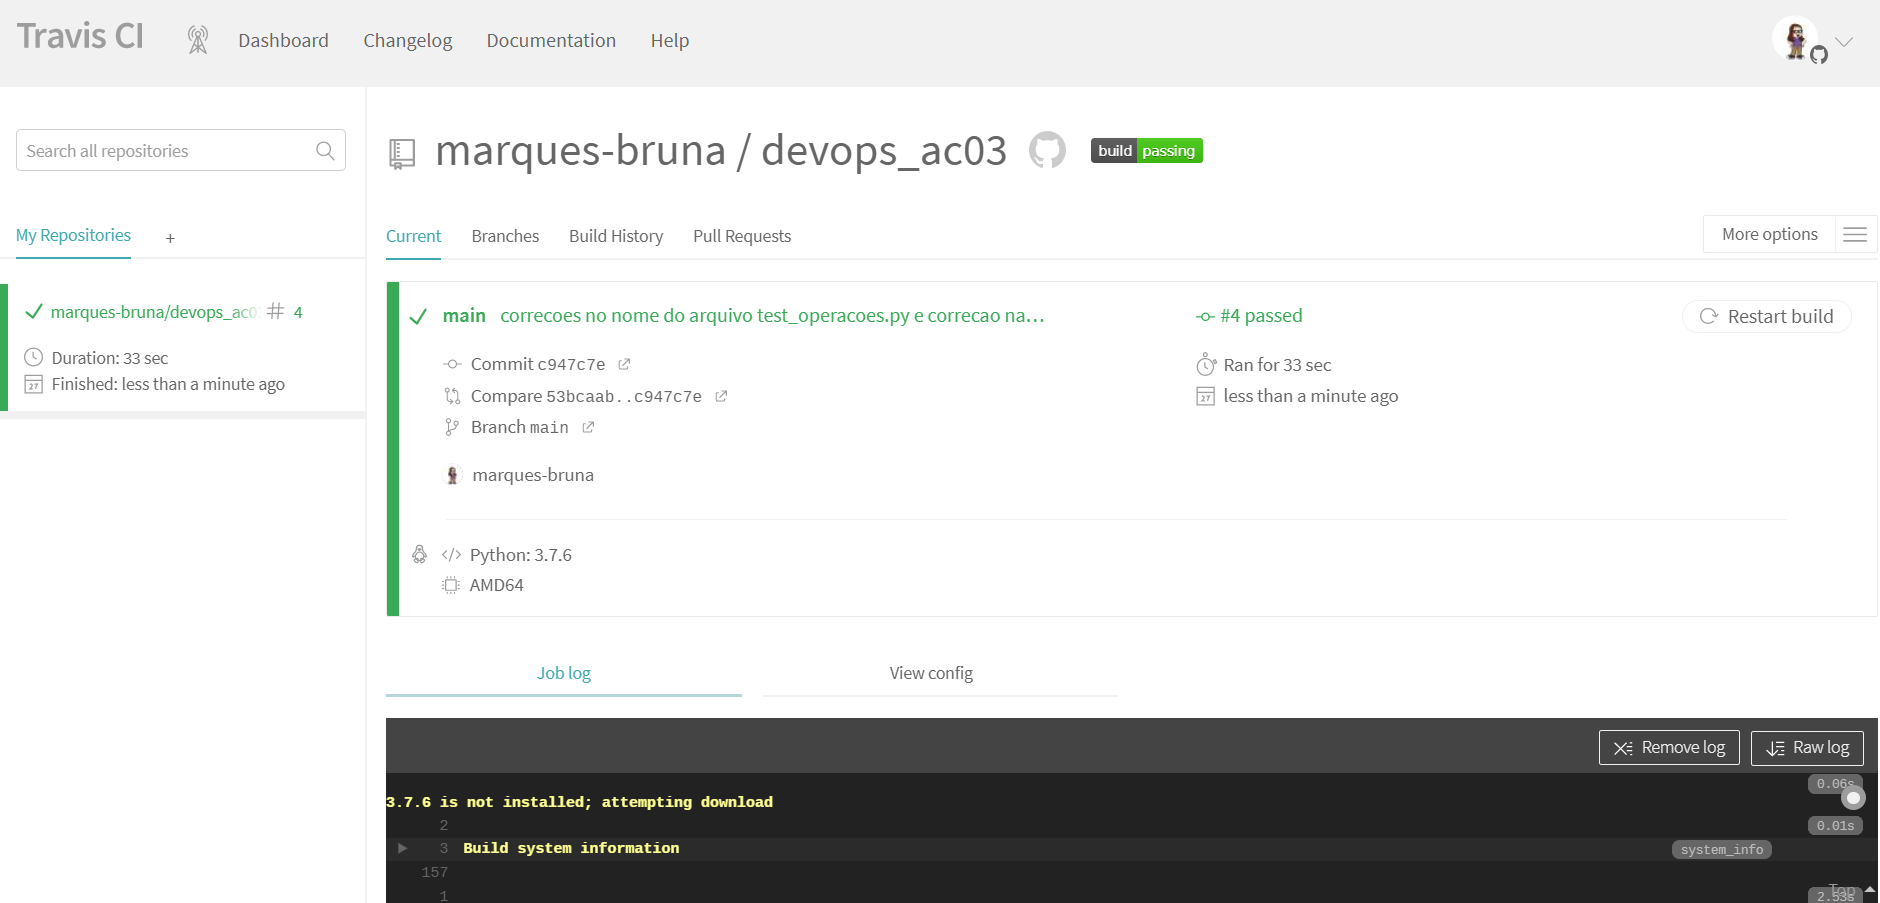 Travis CI
Dashboard
Changelog
Documentation
Help
Search all repositories
My Repositories
+
marques-bruna/devops_ac0
# 4
Duration: 33 sec
27 Finished: less than a minute ago
marques-bruna / devops_ac03
build passing
Current
Branches
Build History
Pull Requests
More options
main correcoes no nome do arquivo test_operacoes.py e correcao na…
#4 passed
Restart build
Commit c947c7e
Ran for 33 sec
Compare 53bcaab..c947c7e
27 less than a minute ago
Branch main
marques-bruna
</> Python: 3.7.6
AMD64
Job log
View config
Remove log
Raw log
0.06s
3.7.6 is not installed; attempting download
2
0.01s
3 Build system information
system_info
157
1
Top
2.53s